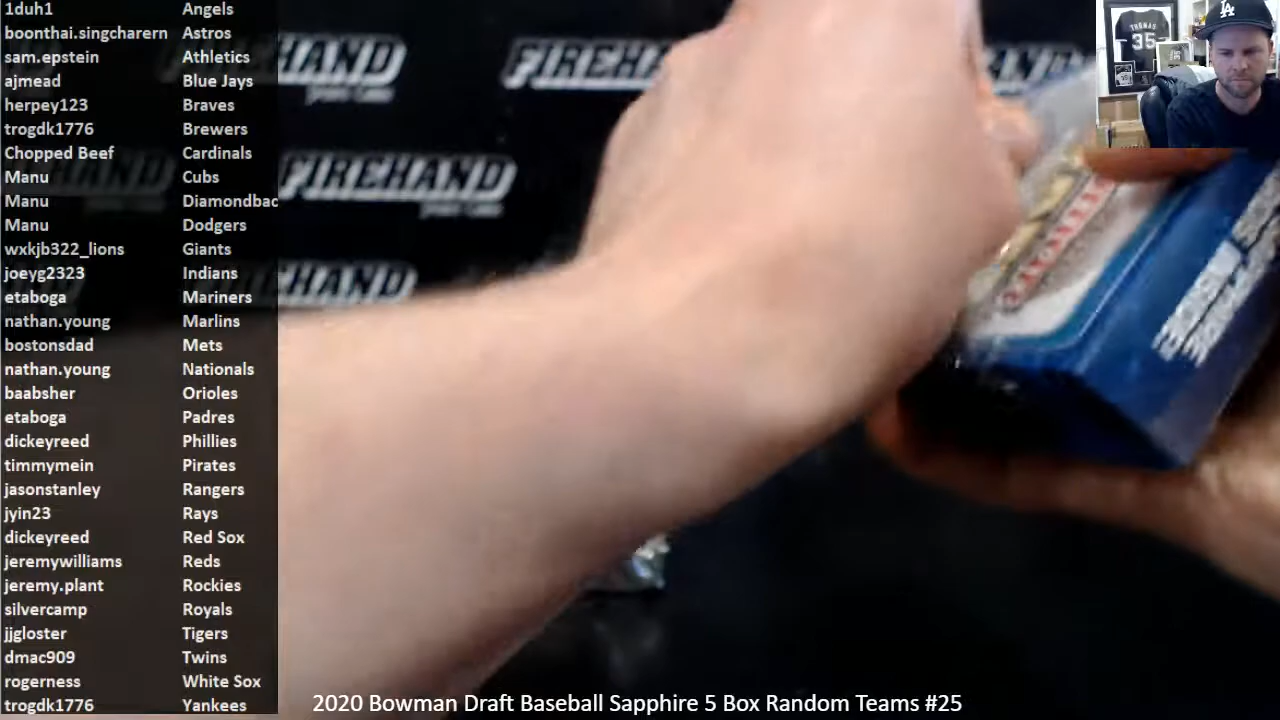 1duh1 Angels
boonthai.singcharern Astros
sam.epstein Athletics
ajmead Blue Jays
herpey123 Braves
trogdk1776 Brewers
Chopped Beef Cardinals
Manu Cubs
Manu Diamondbac
Manu Dodgers
wxkjb322_lions Giants
joeyg2323 Indians
etaboga Mariners
nathan.young Marlins
bostonsdad Mets
nathan.young Nationals
baabsher Orioles
etaboga Padres
dickeyreed Phillies
timmymein Pirates
jasonstanley Rangers
jyin23 Rays
dickeyreed Red Sox
jeremywilliams Reds
jeremy.plant Rockies
silvercamp Royals
jjgloster Tigers
dmac909 Twins
rogerness White Sox
trogdk1776 Yankees
FIREHAND
THOMAS
35
LA
2020 Bowman Draft Baseball Sapphire 5 Box Random Teams #25